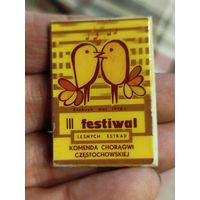 III festiwal
LEŚNYCH ESTRAD
KOMENDA CHORĄGWI
CZĘSTOCHOWSKIEJ